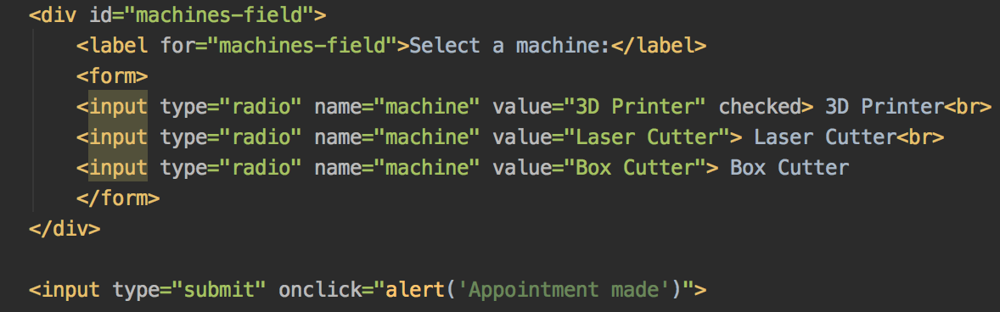 <div id="machines-field">
<label for="machines-field">Select a machine:</label>
<form>
<input type="radio" name="machine" value="3D Printer" checked> 3D Printer<br>
<input type="radio" name="machine" value="Laser Cutter"> Laser Cutter<br>
<input type="radio" name="machine" value="Box Cutter"> Box Cutter
</form>
</div>
<input type="submit" onclick="alert('Appointment made')">